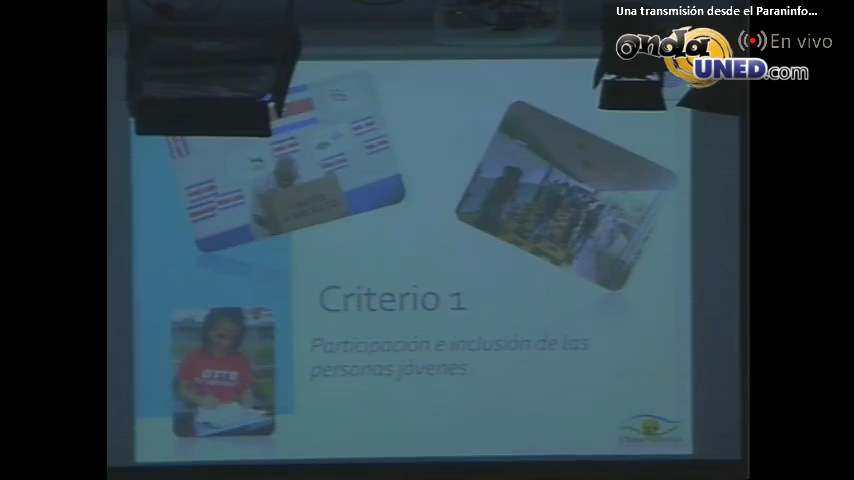 Una transmisión desde el Paraninfo...
onda
UNED.com
En vivo
Criterio 1
Participación e inclusión de las
personas jóvenes